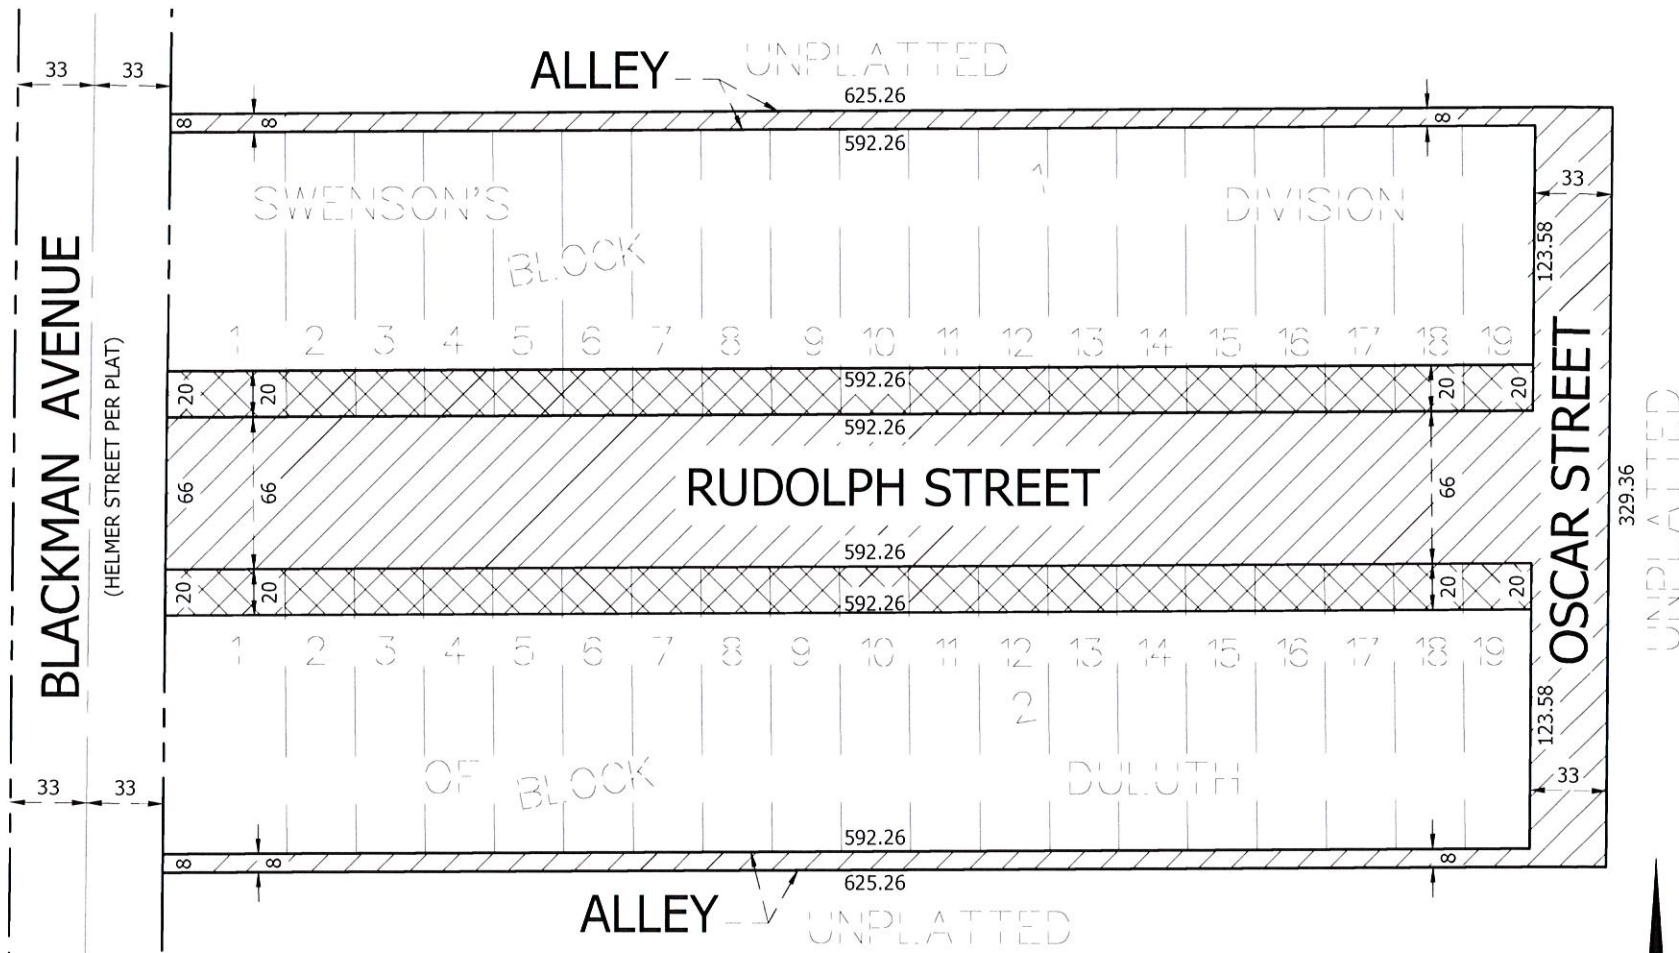 UNPLATTED
ALLEY
625.26
33
33
8
8
8
592.26
SWENSON'S
1
DIVISION
33
BLOCK
123.58
BLACKMAN AVENUE
(HELMER STREET PER PLAT)
1 2 3 4 5 6 7 8 9 10 11 12 13 14 15 16 17 18 19
20
20
592.26
20
20
592.26
66
66
RUDOLPH STREET
66
OSCAR STREET
329.36
UNPLATTED
592.26
20
20
592.26
20
20
1 2 3 4 5 6 7 8 9 10 11 12 13 14 15 16 17 18 19
2
123.58
OF
BLOCK
DULUTH
33
33
33
592.26
8
8
8
625.26
ALLEY
UNPLATTED